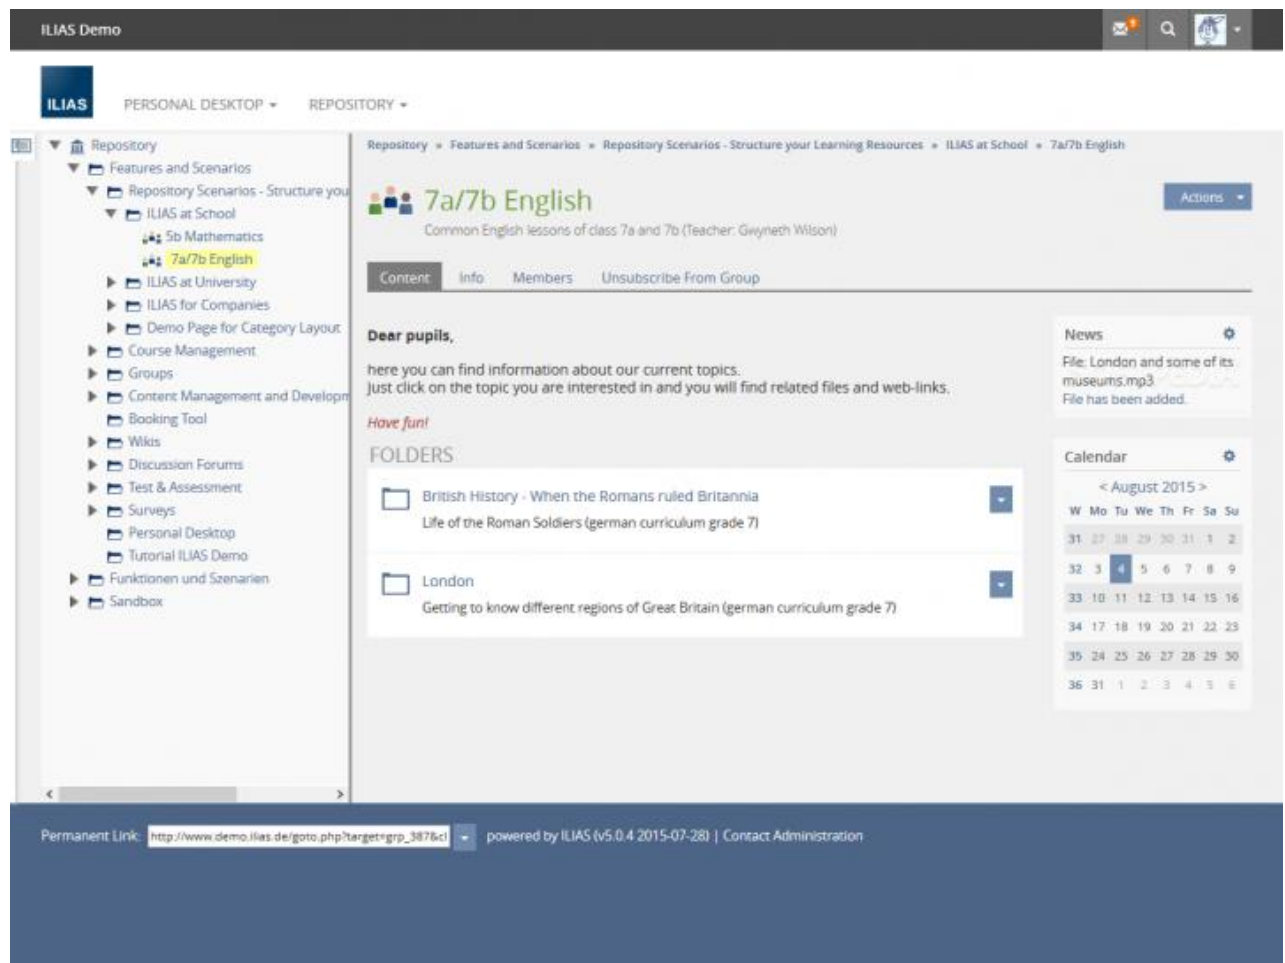 ILIAS Demo
ILIAS
PERSONAL DESKTOP
REPOSITORY
Repository
Features and Scenarios
Repository Scenarios - Structure you
ILIAS at School
5b Mathematics
7a/7b English
ILIAS at University
ILIAS for Companies
Demo Page for Category Layout
Course Management
Groups
Content Management and Developm
Booking Tool
Wikis
Discussion Forums
Test & Assessment
Surveys
Personal Desktop
Tutorial ILIAS Demo
Funktionen und Szenarien
Sandbox
Repository » Features and Scenarios » Repository Scenarios - Structure your Learning Resources » ILIAS at School » 7a/7b English
7a/7b English
Actions
Common English lessons of class 7a and 7b (Teacher: Gwyneth Wilson)
Content Info Members Unsubscribe From Group
Dear pupils,
here you can find information about our current topics.
Just click on the topic you are interested in and you will find related files and web-links.
Have fun!
FOLDERS
British History - When the Romans ruled Britannia
Life of the Roman Soldiers (german curriculum grade 7)
London
Getting to know different regions of Great Britain (german curriculum grade 7)
News
File: London and some of its
museums.mp3
File has been added.
Calendar
< August 2015 >
W Mo Tu We Th Fr Sa Su
31 27 28 29 30 31 1 2
32 3 4 5 6 7 8 9
33 10 11 12 13 14 15 16
34 17 18 19 20 21 22 23
35 24 25 26 27 28 29 30
36 31 1 2 3 4 5 6
Permanent Link: http://www.demo.ilias.de/goto.php?target=grp_387&cl powered by ILIAS (v5.0.4 2015-07-28) | Contact Administration